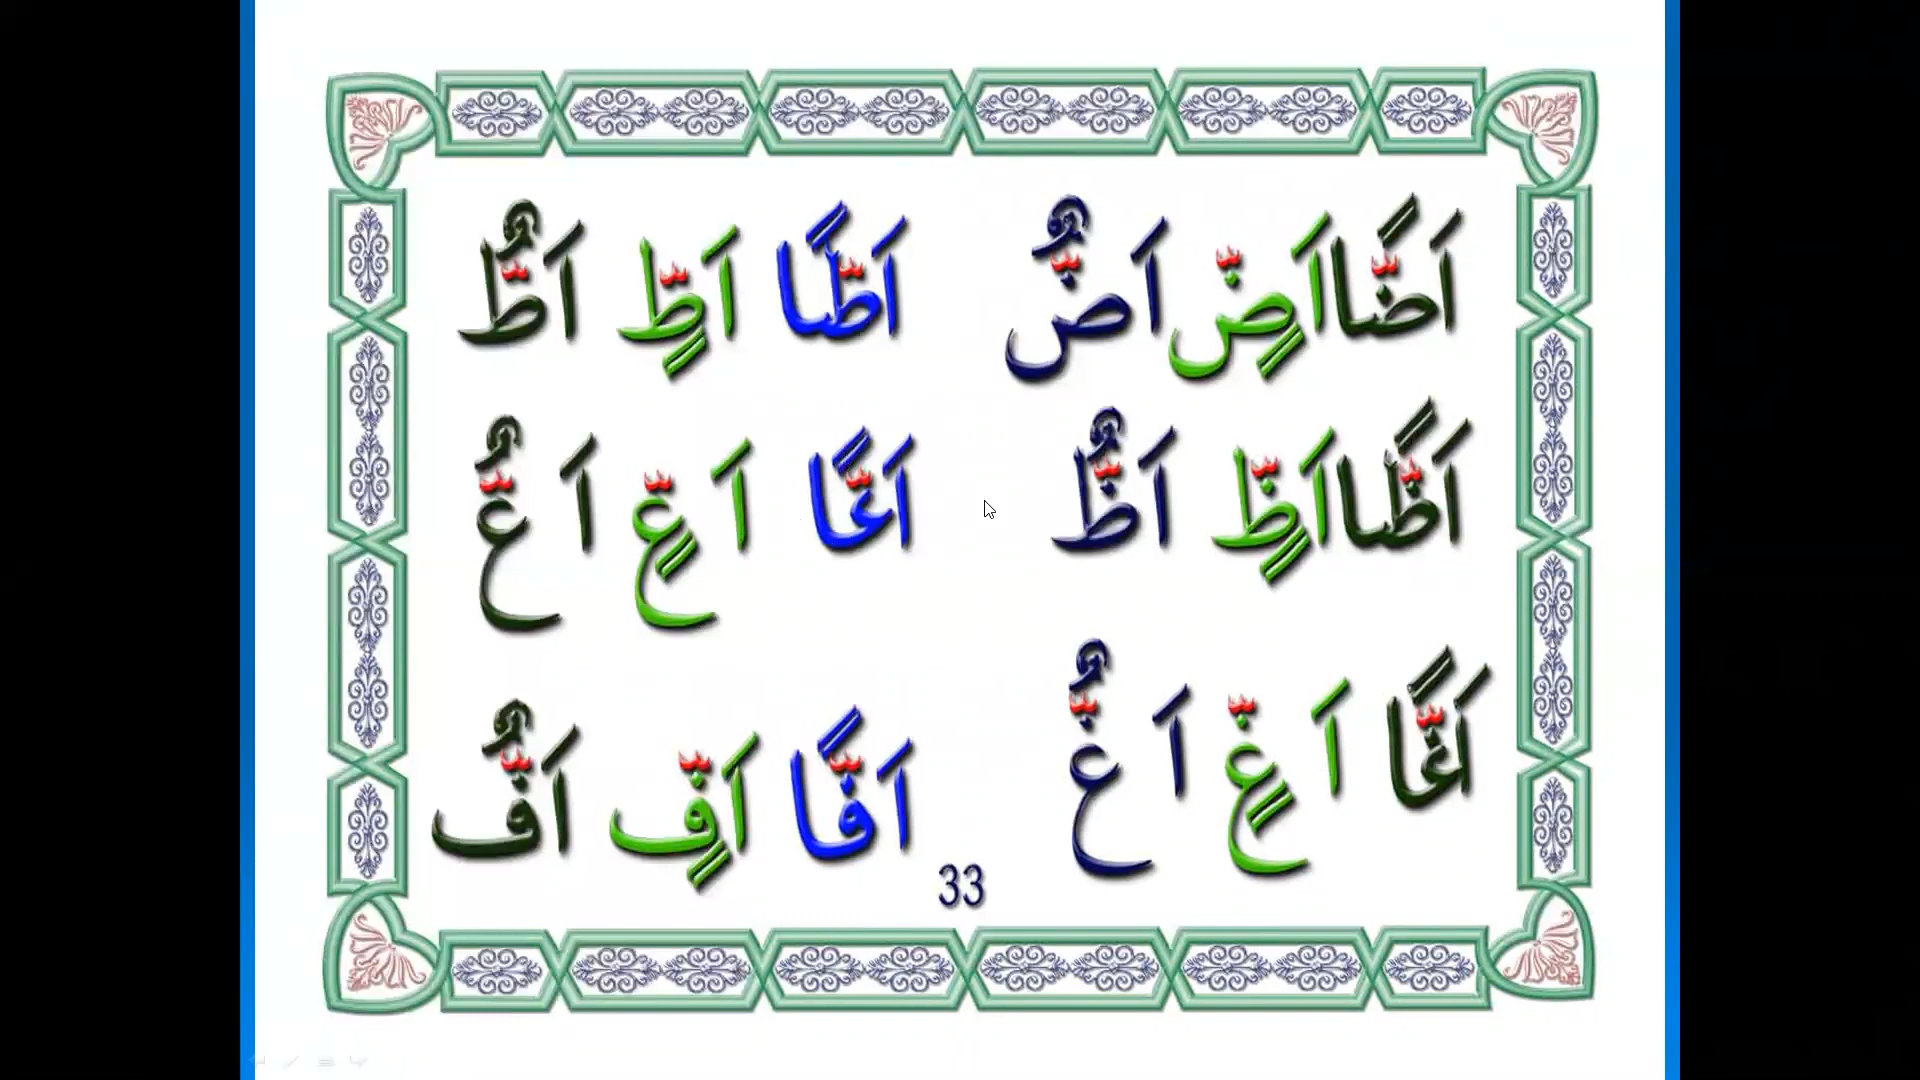 اَضًّا اَضٍّ اَضٌّ اَطًّا اَطٍّ اَطٌّ
اَظًّا اَظٍّ اَظٌّ اَعًّا اَعٍّ اَعٌّ
اَغًّا اَغٍّ اَغٌّ اَفًّا اَفٍّ اَفٌّ
33